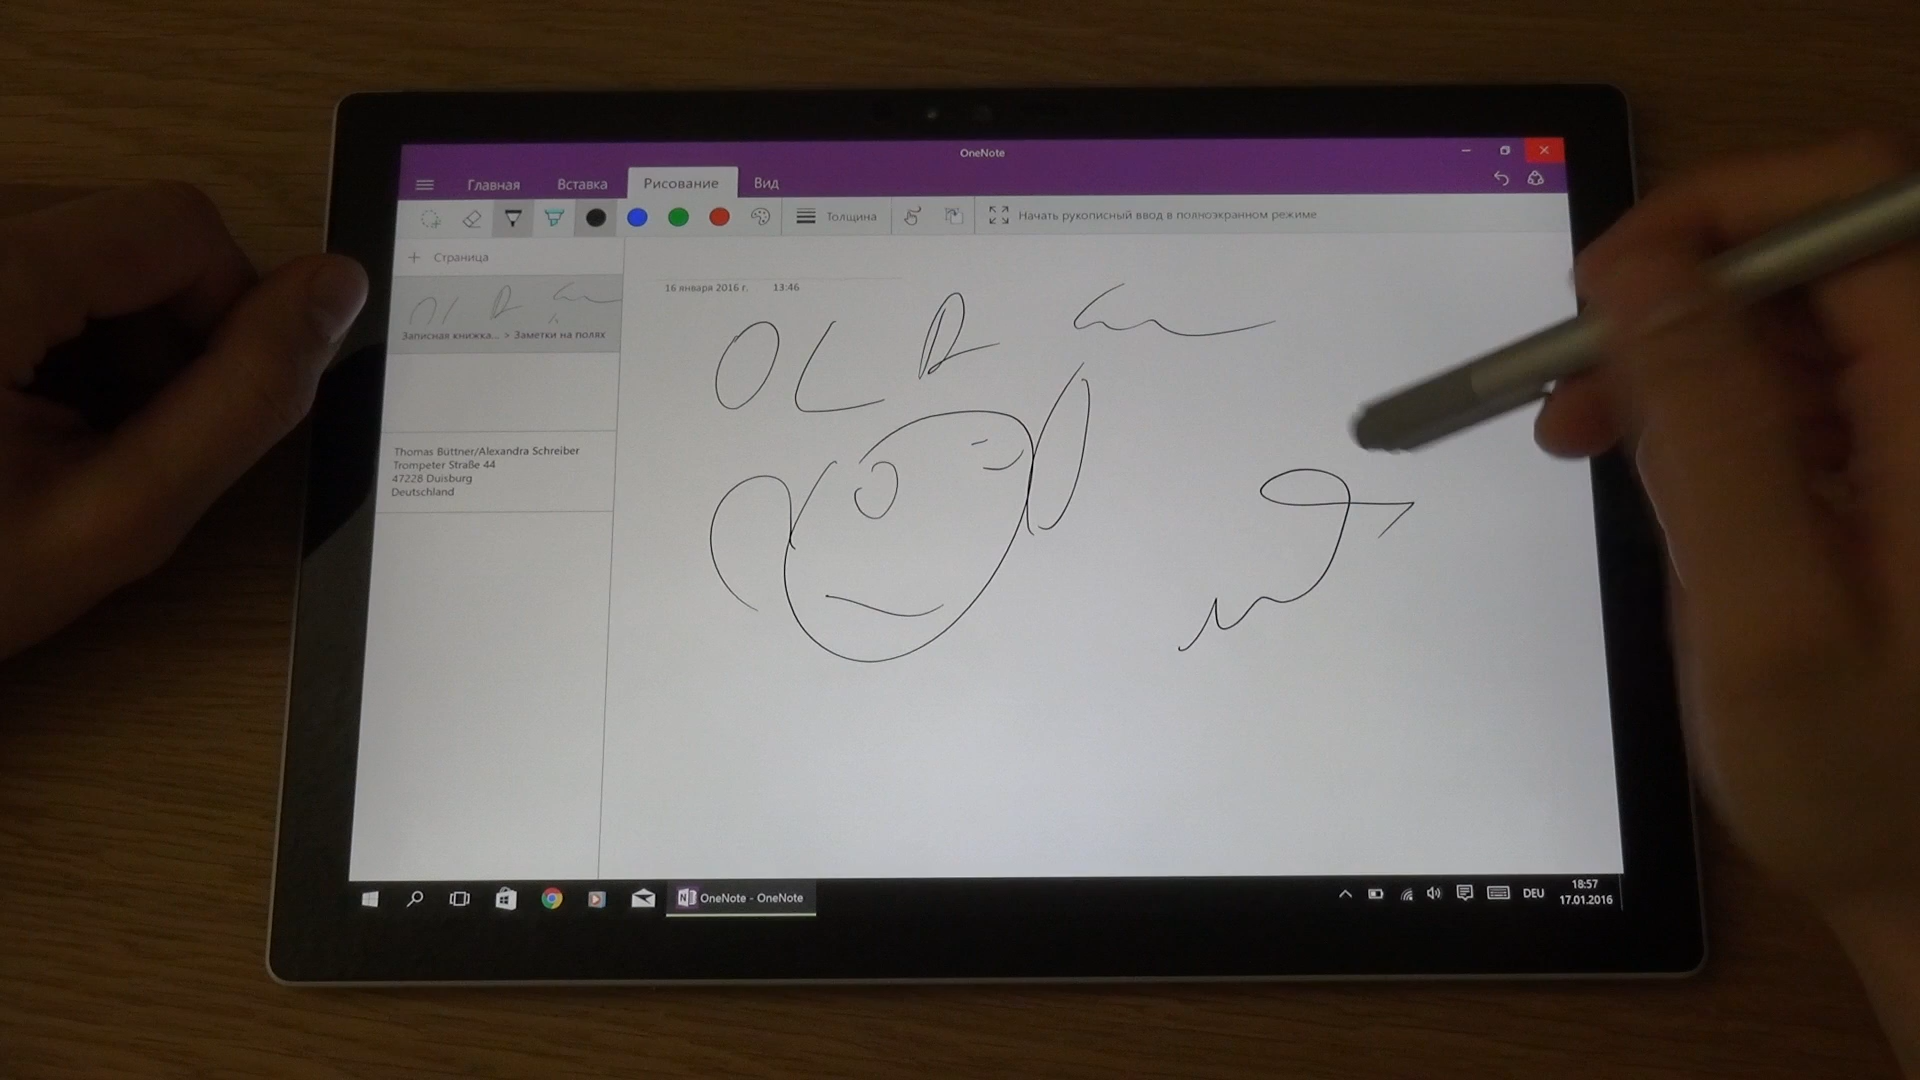 OneNote
Главная Вставка Рисование Вид
Толщина Начать рукописный ввод в полноэкранном режиме
+ Страница
Записная книжка... > Заметки на полях
16 января 2016 г. 13:46
Thomas Büttner/Alexandra Schreiber
Trompeter Straße 44
47228 Duisburg
Deutschland
OneNote - OneNote
DEU
18:57
17.01.2016